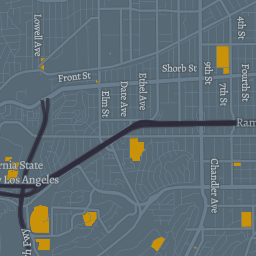 Lowell Ave
4th St
Shorb St
Front St
9th St
7th St
Fourth St
Elm St
Date Ave
Ethel Ave
Ram
rnia State
Los Angeles
Chandler Ave